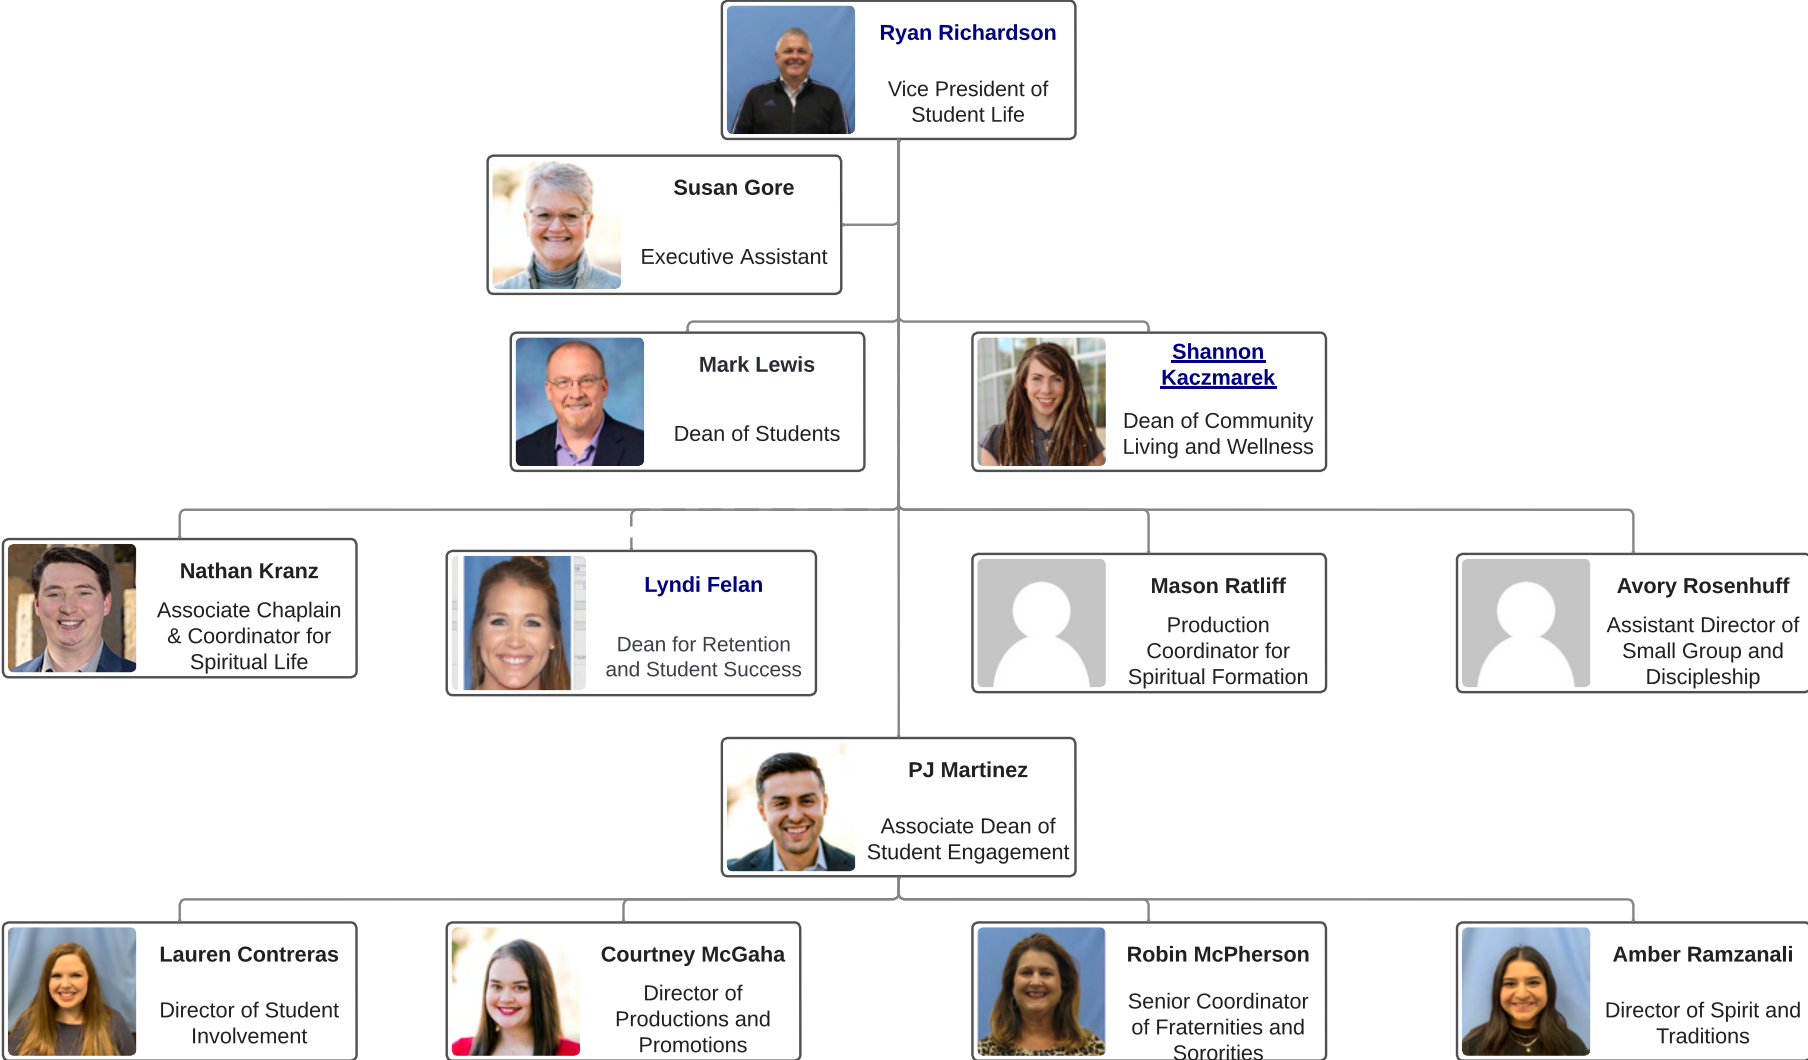 Ryan Richardson
Vice President of
Student Life
Susan Gore
Executive Assistant
Mark Lewis
Dean of Students
Shannon
Kaczmarek
Dean of Community
Living and Wellness
Nathan Kranz
Associate Chaplain
& Coordinator for
Spiritual Life
Lyndi Felan
Dean for Retention
and Student Success
Mason Ratliff
Production
Coordinator for
Spiritual Formation
Avory Rosenhuff
Assistant Director of
Small Group and
Discipleship
PJ Martinez
Associate Dean of
Student Engagement
Lauren Contreras
Director of Student
Involvement
Courtney McGaha
Director of
Productions and
Promotions
Robin McPherson
Senior Coordinator
of Fraternities and
Sororities
Amber Ramzanali
Director of Spirit and
Traditions